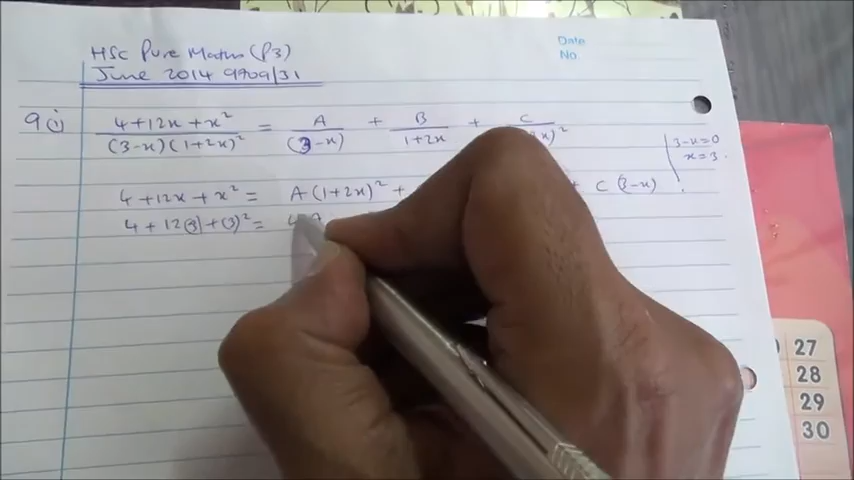 HSC Pure Maths (P3)
June 2014 9709/31
Date
No.
9(i) 4+12x+x² / (3-x)(1+2x)² = A / (3-x) + B / 1+2x + C / x)²
3-x=0
x=3.
4+12x+x² = A(1+2x)² + + C(3-x)
4+12(3)+(3)² =
27
28
29
30